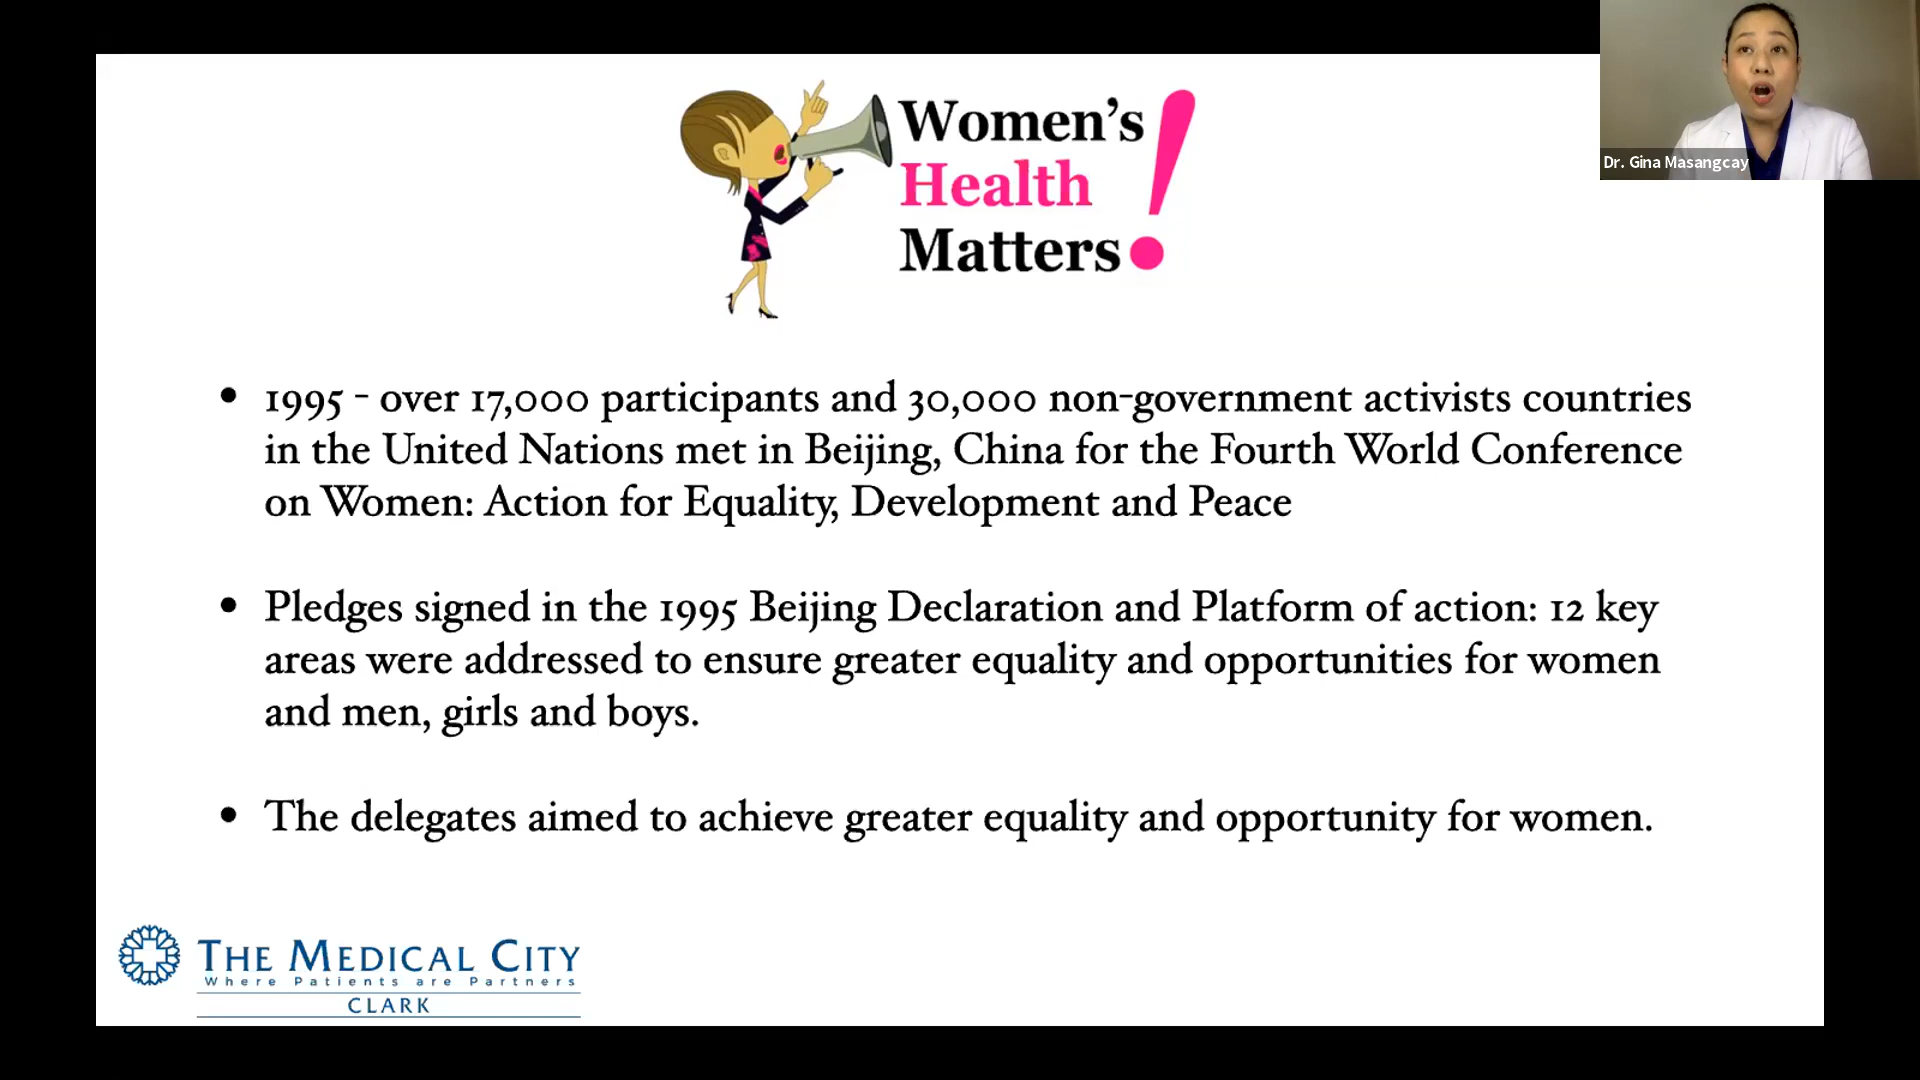 Women's
Health
Matters!
Dr. Gina Masangcay
• 1995 - over 17,000 participants and 30,000 non-government activists countries
in the United Nations met in Beijing, China for the Fourth World Conference
on Women: Action for Equality, Development and Peace
• Pledges signed in the 1995 Beijing Declaration and Platform of action: 12 key
areas were addressed to ensure greater equality and opportunities for women
and men, girls and boys.
• The delegates aimed to achieve greater equality and opportunity for women.
THE MEDICAL CITY
Where Patients are Partners
CLARK